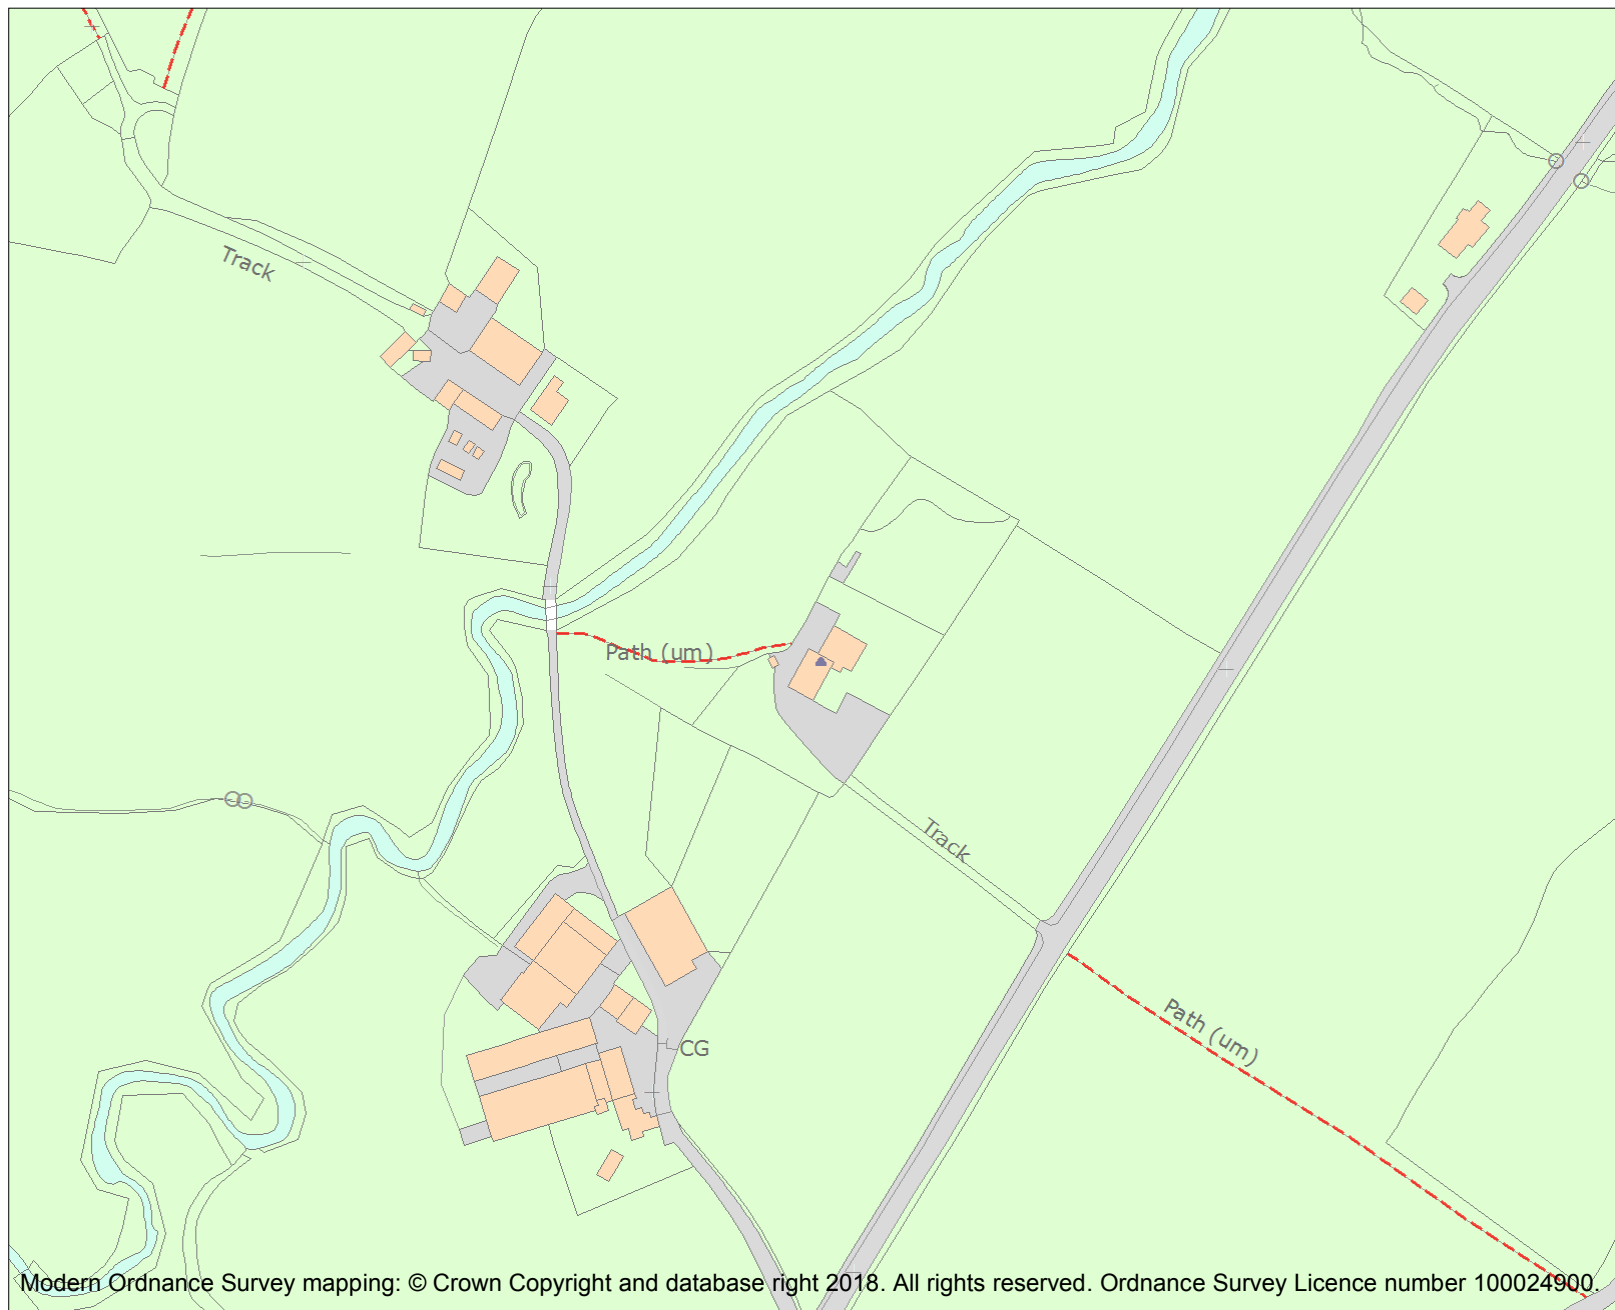 Track
Path (um)
Track
Path (um)
CG
Modern Ordnance Survey mapping: © Crown Copyright and database right 2018. All rights reserved. Ordnance Survey Licence number 100024900.